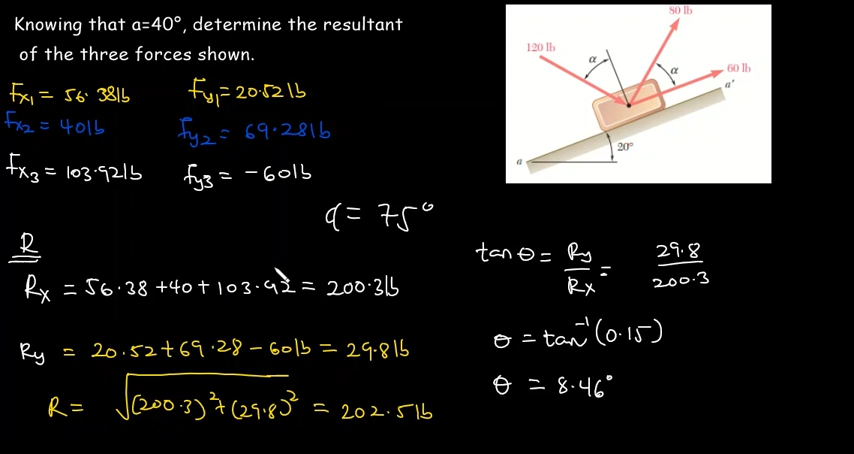 Knowing that a=40°, determine the resultant
of the three forces shown.
Fx₁ = 56.38lb
Fy₁ = 20.52lb
Fx2 = 40lb
Fy2 = 69.28lb
Fx3 = 103.92lb
Fy3 = -60lb
α = 75°
R
Rx = 56.38+40+103.92 = 200.3lb
Ry = 20.52+69.28-60lb = 29.8lb
R = √(200.3)²+(29.8)² = 202.5lb
80 lb
120 lb
α
α
60 lb
a'
20°
a
tanθ = Ry/Rx = 29.8/200.3
θ = tan⁻¹(0.15)
θ = 8.46°